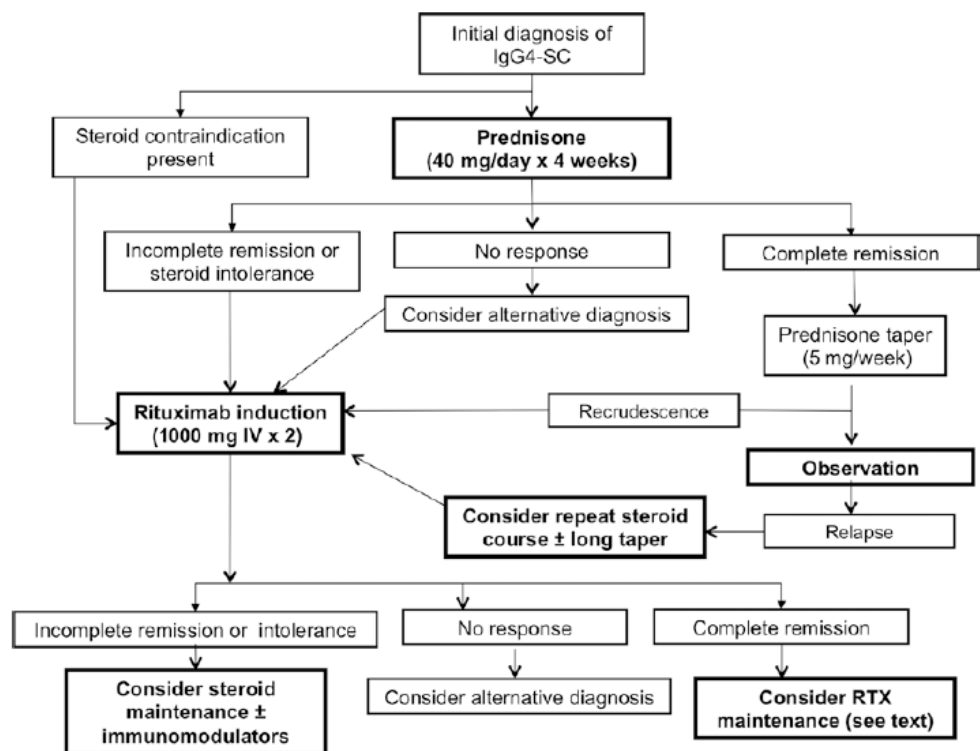 Initial diagnosis of
IgG4-SC
Steroid contraindication
present
Prednisone
(40 mg/day x 4 weeks)
Incomplete remission or
steroid intolerance
No response
Complete remission
Consider alternative diagnosis
Prednisone taper
(5 mg/week)
Rituximab induction
(1000 mg IV x 2)
Recrudescence
Observation
Consider repeat steroid
course ± long taper
Relapse
Incomplete remission or intolerance
No response
Complete remission
Consider steroid
maintenance ±
immunomodulators
Consider alternative diagnosis
Consider RTX
maintenance (see text)